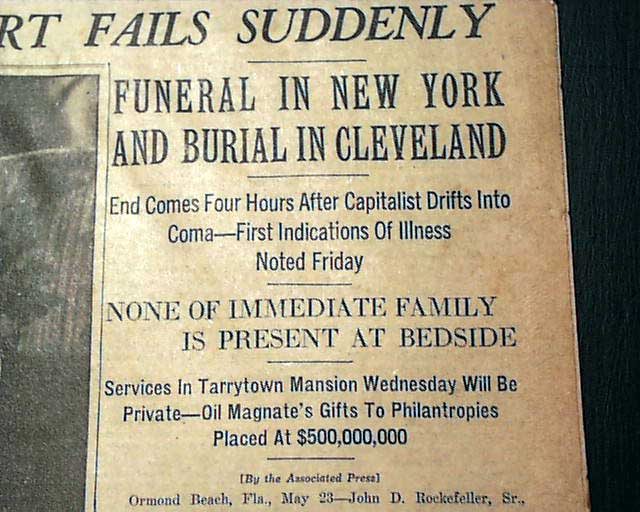 RT FAILS SUDDENLY
FUNERAL IN NEW YORK
AND BURIAL IN CLEVELAND
End Comes Four Hours After Capitalist Drifts Into
Coma—First Indications Of Illness
Noted Friday
NONE OF IMMEDIATE FAMILY
IS PRESENT AT BEDSIDE
Services In Tarrytown Mansion Wednesday Will Be
Private—Oil Magnate's Gifts To Philantropies
Placed At $500,000,000
[By the Associated Press]
Ormond Beach, Fla., May 23—John D. Rockefeller, Sr.,